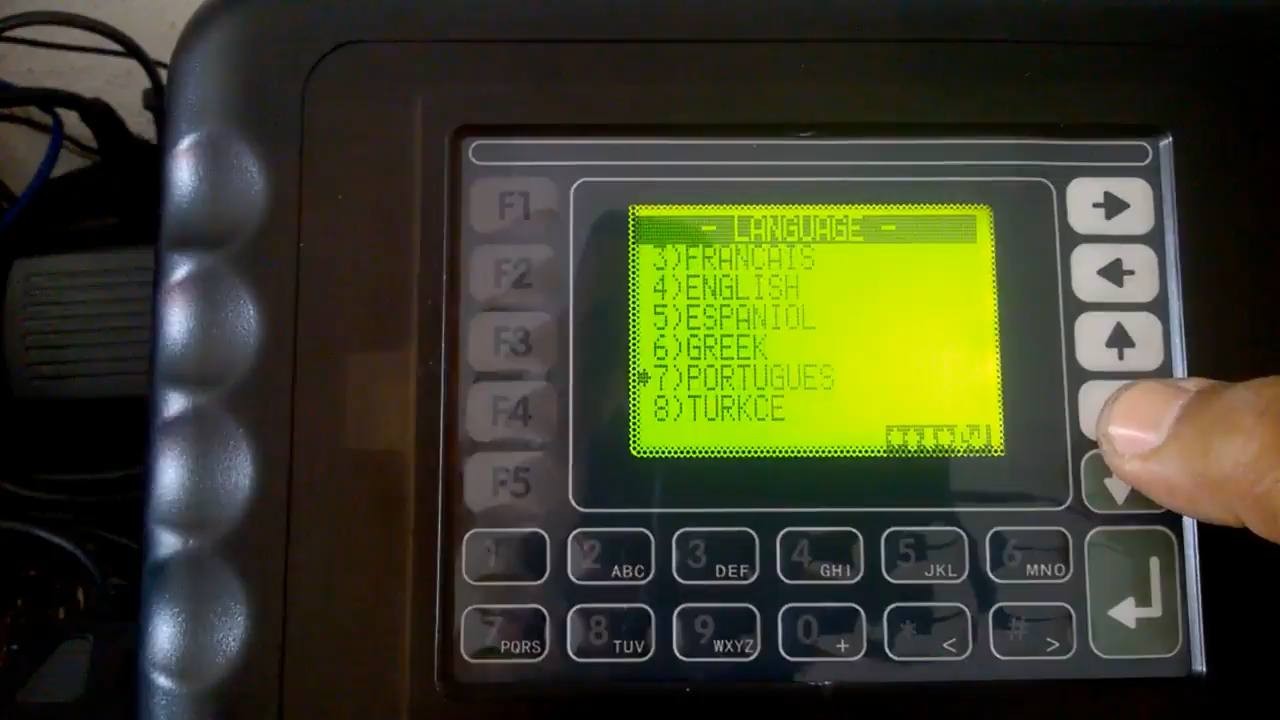 - LANGUAGE -
3)FRANCAIS
4)ENGLISH
5)ESPANIOL
6)GREEK
7)PORTUGUES
8)TURKCE
F1
F2
F3
F4
F5
1
2 ABC
3 DEF
4 GHI
5 JKL
6 MNO
7 PQRS
8 TUV
9 WXYZ
0 +
* <
# >